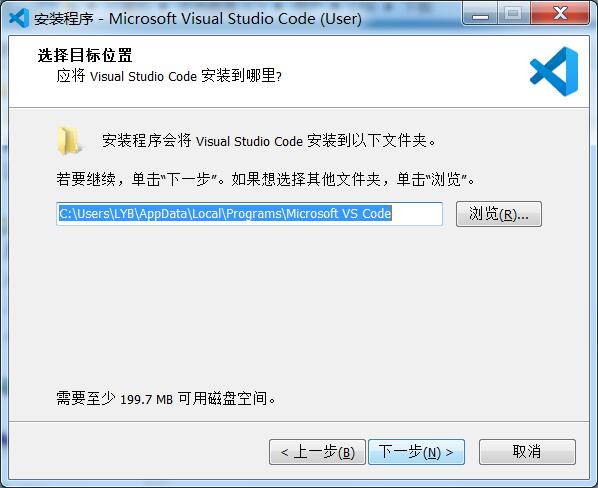 安装程序 - Microsoft Visual Studio Code (User)
选择目标位置
应将 Visual Studio Code 安装到哪里?
安装程序会将 Visual Studio Code 安装到以下文件夹。
若要继续，单击“下一步”。如果想选择其他文件夹，单击“浏览”。
C:\Users\LYB\AppData\Local\Programs\Microsoft VS Code
浏览(R)...
需要至少 199.7 MB 可用磁盘空间。
< 上一步(B)
下一步(N) >
取消